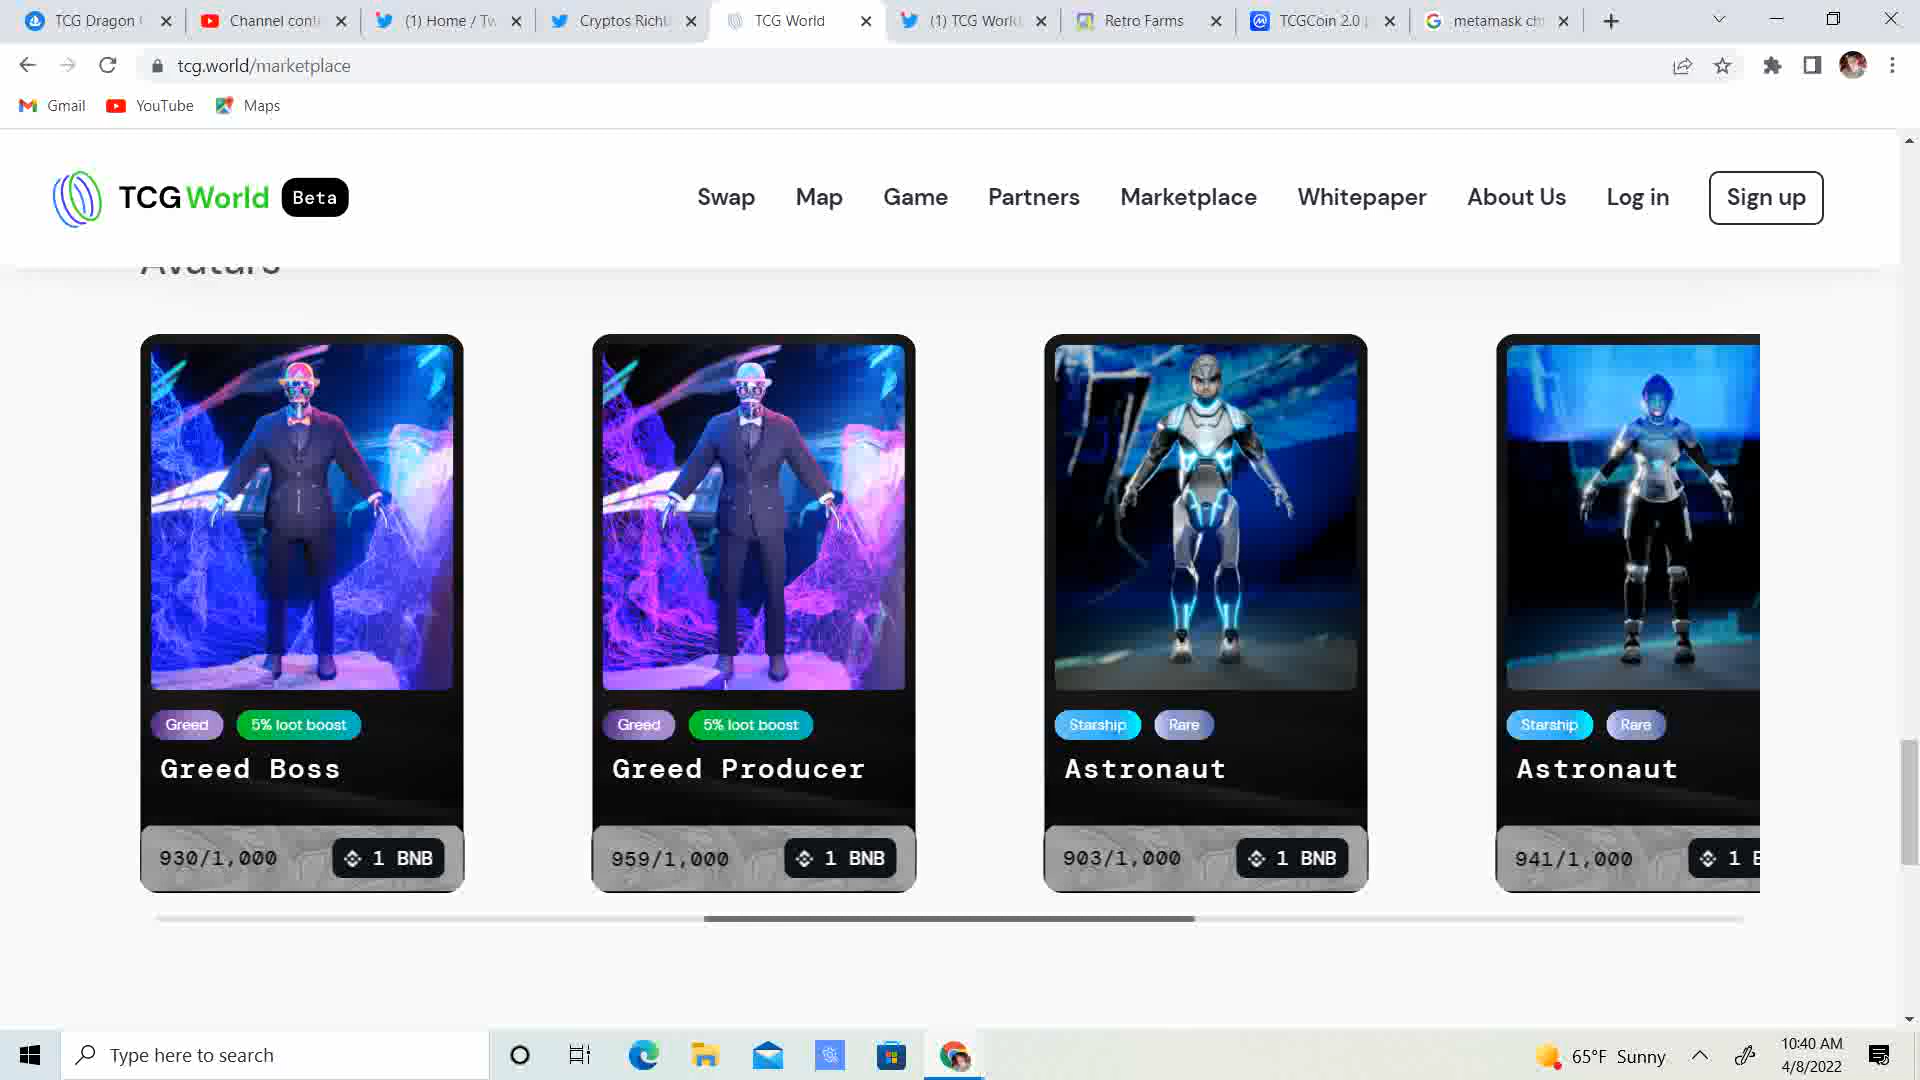 TCG Dragon
Channel cont
(1) Home / Tw
Cryptos RichL
TCG World
(1) TCG World
Retro Farms
TCGCoin 2.0
metamask ch
tcg.world/marketplace
Gmail
YouTube
Maps
TCG World Beta
Swap
Map
Game
Partners
Marketplace
Whitepaper
About Us
Log in
Sign up
Avatars
Greed 5% loot boost
Greed Boss
930/1,000 1 BNB
Greed 5% loot boost
Greed Producer
959/1,000 1 BNB
Starship Rare
Astronaut
903/1,000 1 BNB
Starship Rare
Astronaut
941/1,000 1 B
Type here to search
65°F Sunny
10:40 AM
4/8/2022